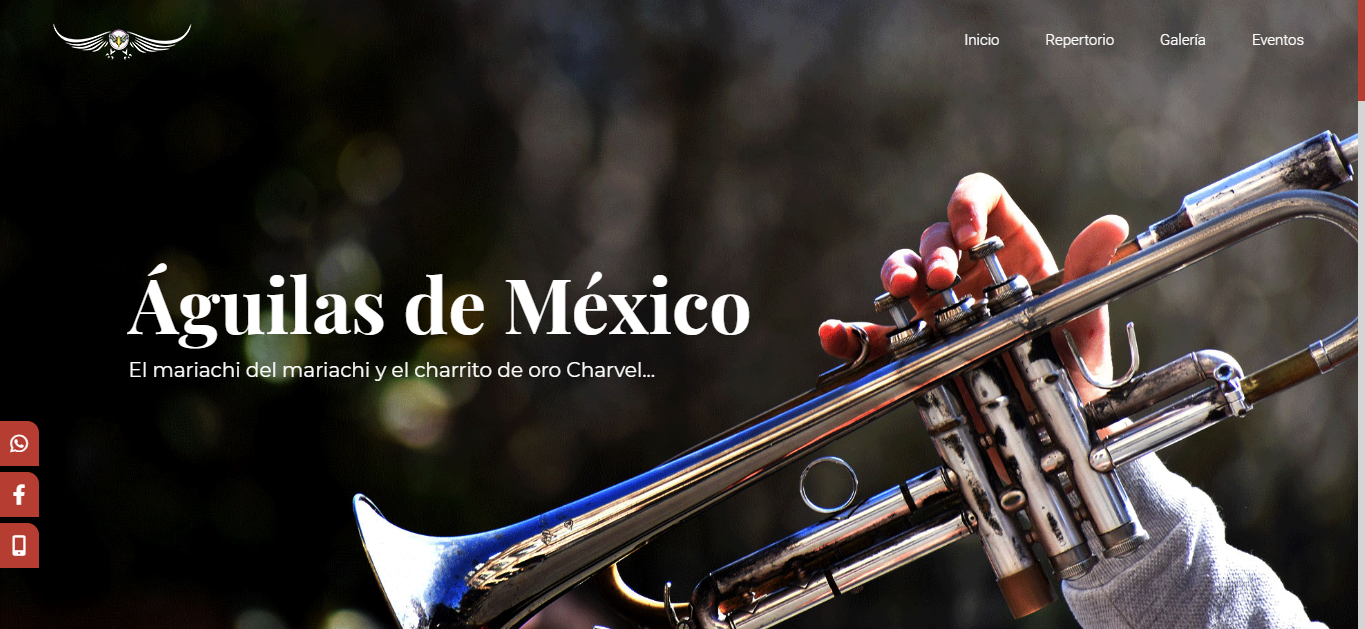 Inicio Repertorio Galería Eventos
Águilas de México
El mariachi del mariachi y el charrito de oro Charvel...